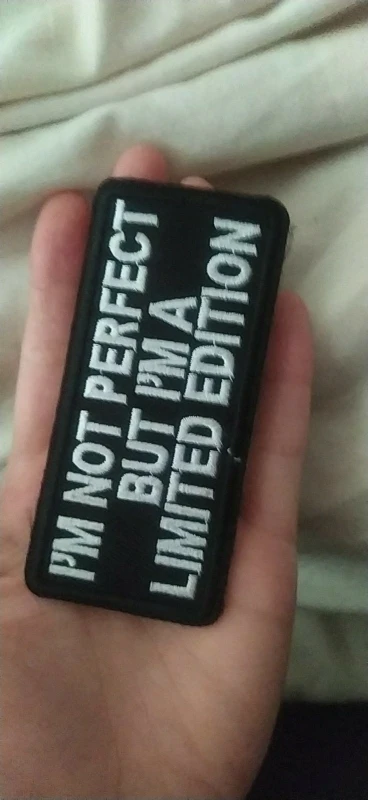 I'M NOT PERFECT
BUT I'M A
LIMITED EDITION